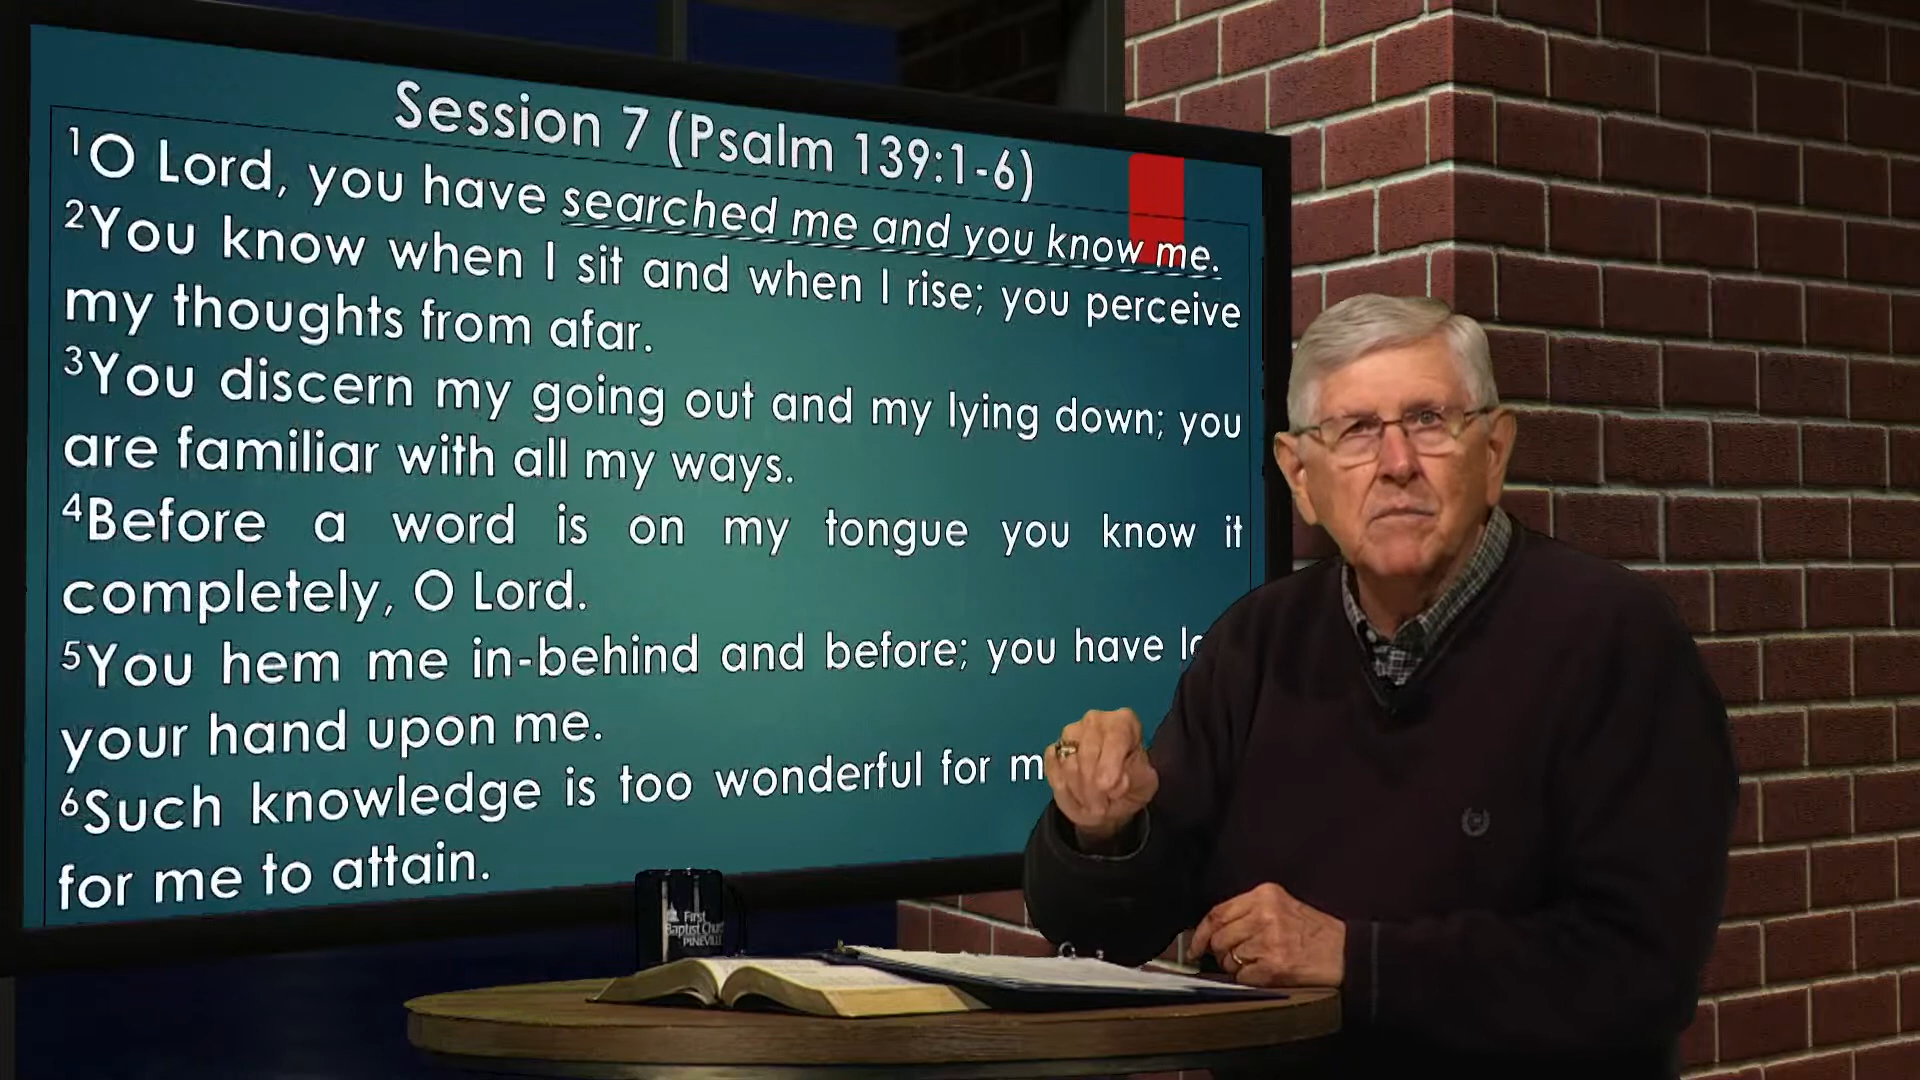 Session 7 (Psalm 139:1-6)
1O Lord, you have searched me and you know me.
2You know when I sit and when I rise; you perceive
my thoughts from afar.
3You discern my going out and my lying down; you
are familiar with all my ways.
4Before a word is on my tongue you know it
completely, O Lord.
5You hem me in-behind and before; you have
your hand upon me.
6Such knowledge is too wonderful for
for me to attain.
First
Baptist Church
PINEVILLE